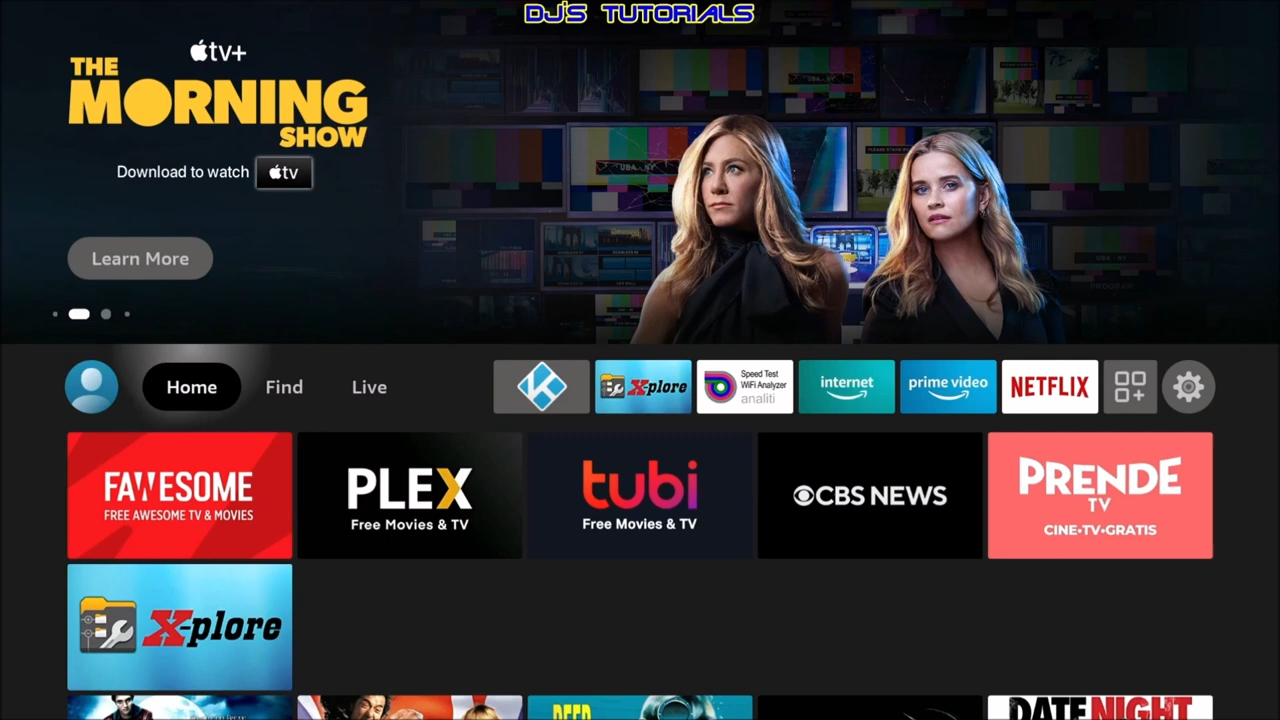 DJ'S TUTORIALS
tv+
THE
MORNING
SHOW
Download to watch tv
Learn More
Home Find Live
X-plore
Speed Test
WiFi Analyzer
analiti
internet
prime video
NETFLIX
FAWESOME
FREE AWESOME TV & MOVIES
PLEX
Free Movies & TV
tubi
Free Movies & TV
CBS NEWS
PRENDE
TV
CINE•TV•GRATIS
X-plore
DEEP
DATE NIGHT